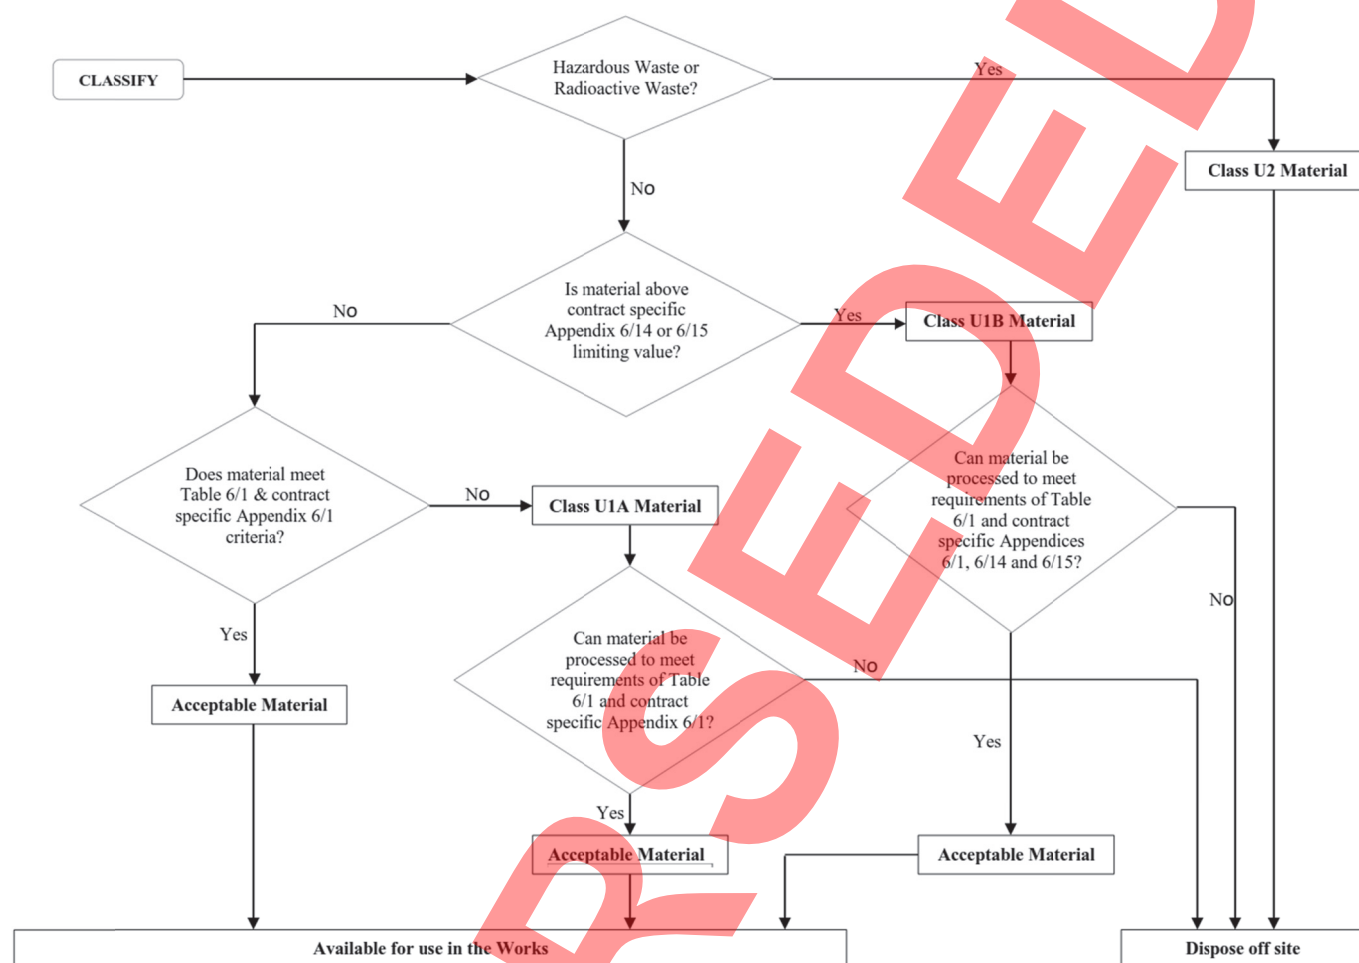 CLASSIFY
Hazardous Waste or
Radioactive Waste?
Yes
Class U2 Material
No
Is material above
contract specific
Appendix 6/14 or 6/15
limiting value?
No
Yes
Class U1B Material
Does material meet
Table 6/1 & contract
specific Appendix 6/1
criteria?
No
Class U1A Material
Can material be
processed to meet
requirements of Table
6/1 and contract
specific Appendices
6/1, 6/14 and 6/15?
No
Yes
Can material be
processed to meet
requirements of Table
6/1 and contract
specific Appendix 6/1?
No
Acceptable Material
Yes
Yes
Acceptable Material
Acceptable Material
Available for use in the Works
Dispose off site
RSEDED